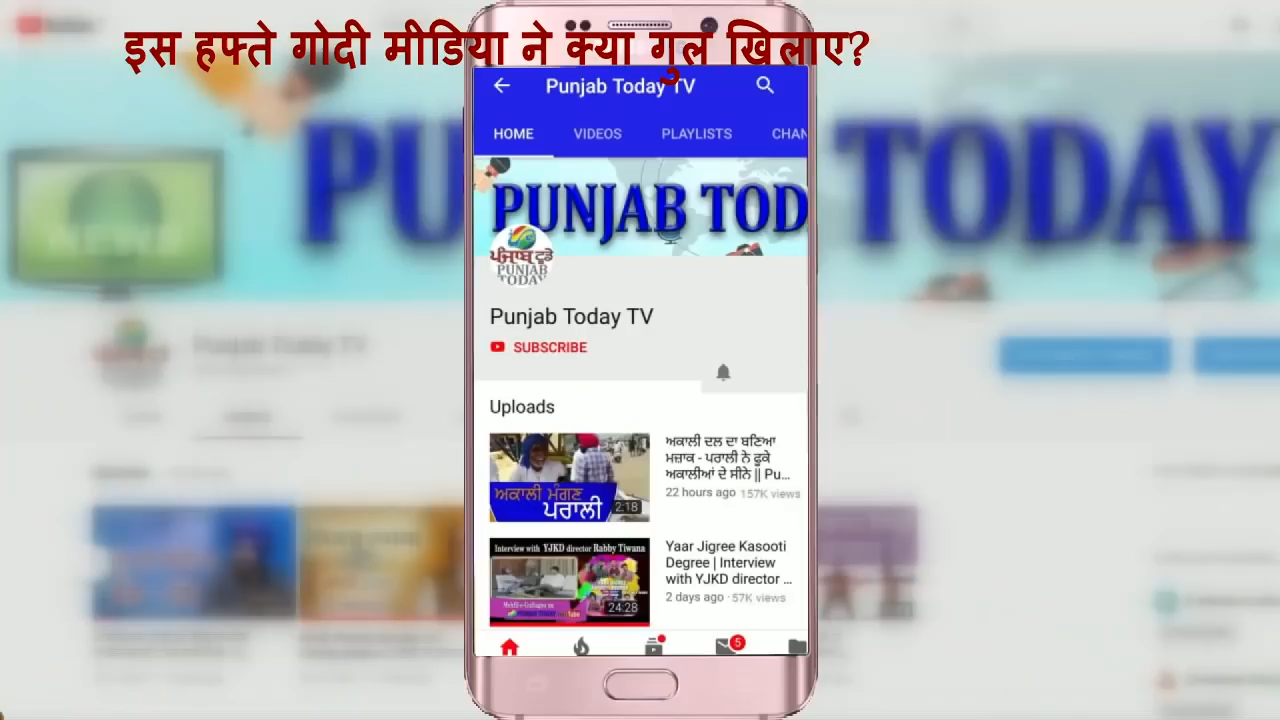 इस हफ्ते गोदी मीडिया ने क्या गुल खिलाए?
Punjab Today TV
HOME VIDEOS PLAYLISTS CHAN
PU TODAY
PUNJAB TOD
ਪੰਜਾਬ ਟੂਡੇ
PUNJAB
TODAY
Punjab Today TV
SUBSCRIBE
Uploads
ਅਕਾਲੀ ਮੰਗਣ
ਪਰਾਲੀ
2:18
ਅਕਾਲੀ ਦਲ ਦਾ ਬਣਿਆ
ਮਜ਼ਾਕ - ਪਰਾਲੀ ਨੇ ਫੂਕੇ
ਅਕਾਲੀਆਂ ਦੇ ਸੀਨੇ || Pu...
22 hours ago 157K views
Interview with YJKD director Rabby Tiwana
24:28
Yaar Jigree Kasooti
Degree | Interview
with YJKD director ...
2 days ago · 57K views
5